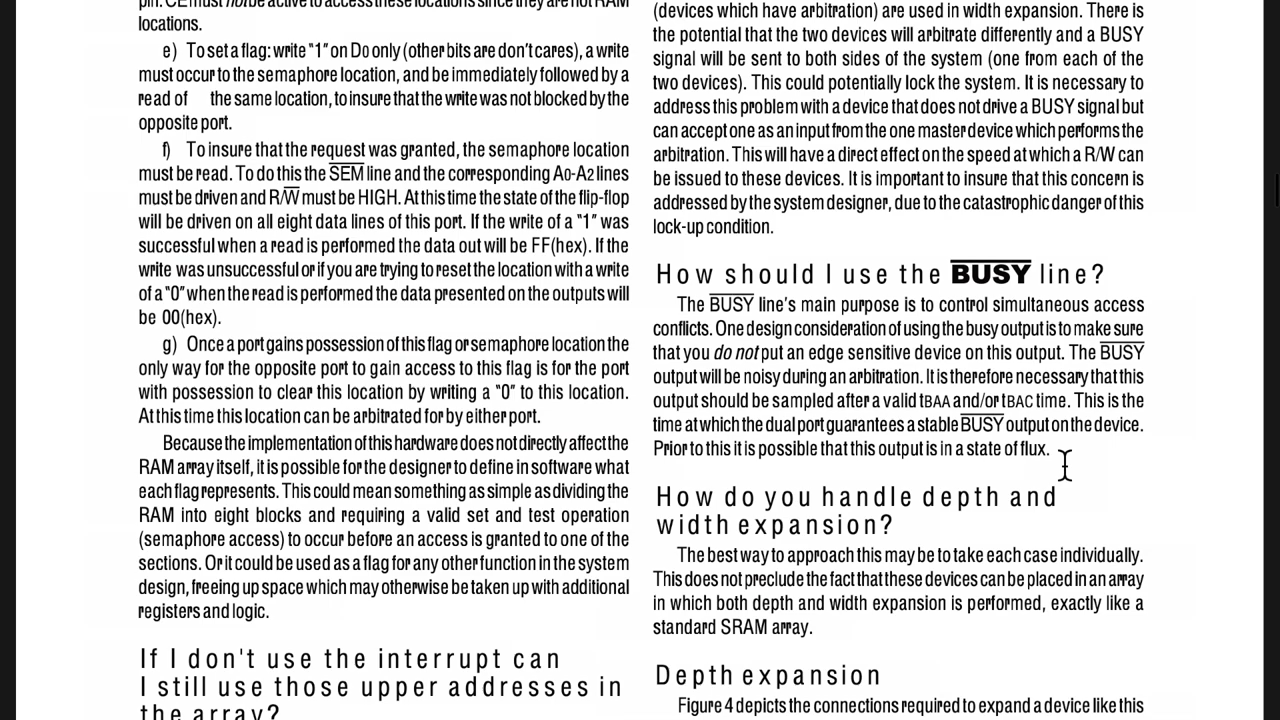 pin. CE must not be active to access these locations since they are not RAM
locations.
e) To set a flag: write "1" on D0 only (other bits are don't cares), a write
must occur to the semaphore location, and be immediately followed by a
read of the same location, to insure that the write was not blocked by the
opposite port.
f) To insure that the request was granted, the semaphore location
must be read. To do this the SEM line and the corresponding A0-A2 lines
must be driven and R/W must be HIGH. At this time the state of the flip-flop
will be driven on all eight data lines of this port. If the write of a "1" was
successful when a read is performed the data out will be FF(hex). If the
write was unsuccessful or if you are trying to reset the location with a write
of a "0" when the read is performed the data presented on the outputs will
be 00(hex).
g) Once a port gains possession of this flag or semaphore location the
only way for the opposite port to gain access to this flag is for the port
with possession to clear this location by writing a "0" to this location.
At this time this location can be arbitrated for by either port.
Because the implementation of this hardware does not directly affect the
RAM array itself, it is possible for the designer to define in software what
each flag represents. This could mean something as simple as dividing the
RAM into eight blocks and requiring a valid set and test operation
(semaphore access) to occur before an access is granted to one of the
sections. Or it could be used as a flag for any other function in the system
design, freeing up space which may otherwise be taken up with additional
registers and logic.
If I don't use the interrupt can
I still use those upper addresses in
the array?
(devices which have arbitration) are used in width expansion. There is
the potential that the two devices will arbitrate differently and a BUSY
signal will be sent to both sides of the system (one from each of the
two devices). This could potentially lock the system. It is necessary to
address this problem with a device that does not drive a BUSY signal but
can accept one as an input from the one master device which performs the
arbitration. This will have a direct effect on the speed at which a R/W can
be issued to these devices. It is important to insure that this concern is
addressed by the system designer, due to the catastrophic danger of this
lock-up condition.
How should I use the BUSY line?
The BUSY line's main purpose is to control simultaneous access
conflicts. One design consideration of using the busy output is to make sure
that you do not put an edge sensitive device on this output. The BUSY
output will be noisy during an arbitration. It is therefore necessary that this
output should be sampled after a valid tBAA and/or tBAC time. This is the
time at which the dual port guarantees a stable BUSY output on the device.
Prior to this it is possible that this output is in a state of flux.
How do you handle depth and
width expansion?
The best way to approach this may be to take each case individually.
This does not preclude the fact that these devices can be placed in an array
in which both depth and width expansion is performed, exactly like a
standard SRAM array.
Depth expansion
Figure 4 depicts the connections required to expand a device like this